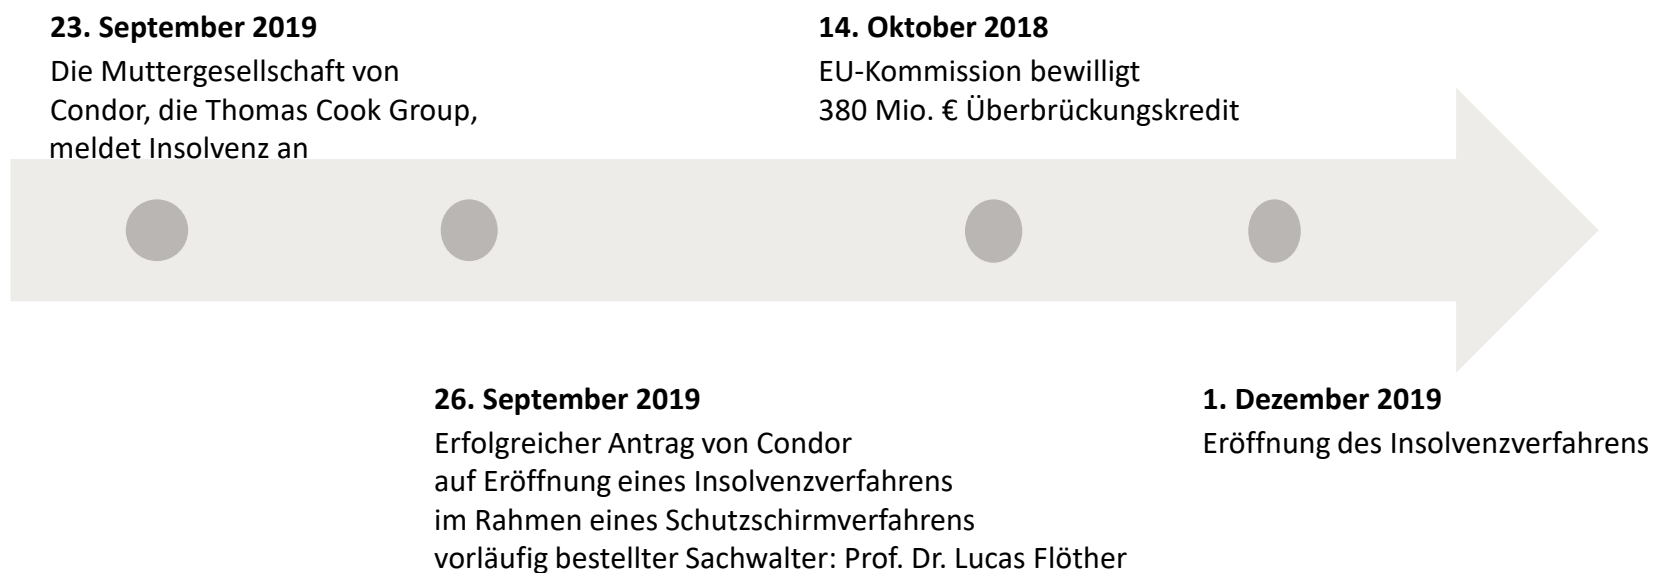 23. September 2019
Die Muttergesellschaft von
Condor, die Thomas Cook Group,
meldet Insolvenz an
14. Oktober 2018
EU-Kommission bewilligt
380 Mio. € Überbrückungskredit
26. September 2019
Erfolgreicher Antrag von Condor
auf Eröffnung eines Insolvenzverfahrens
im Rahmen eines Schutzschirmverfahrens
vorläufig bestellter Sachwalter: Prof. Dr. Lucas Flöther
1. Dezember 2019
Eröffnung des Insolvenzverfahrens